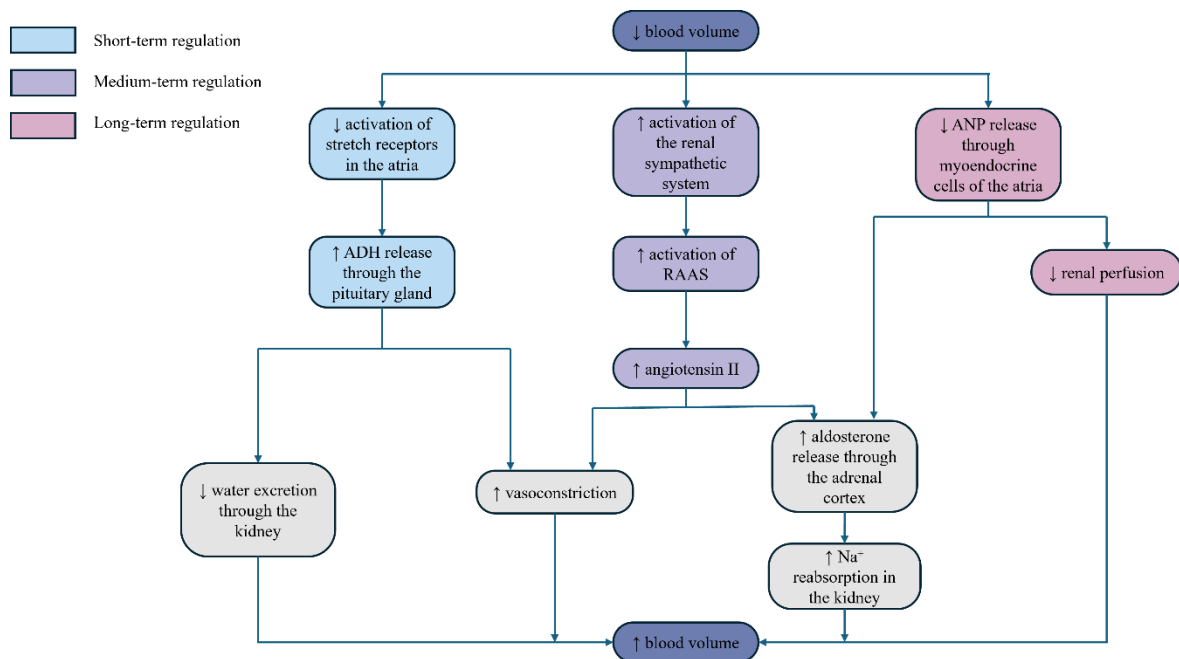 Short-term regulation
Medium-term regulation
Long-term regulation
↓ blood volume
↓ activation of
stretch receptors
in the atria
↑ activation of
the renal
sympathetic
system
↓ ANP release
through
myoendocrine
cells of the atria
↑ ADH release
through the
pituitary gland
↑ activation of
RAAS
↓ renal perfusion
↑ angiotensin II
↓ water excretion
through the
kidney
↑ vasoconstriction
↑ aldosterone
release through
the adrenal
cortex
↑ Na⁺
reabsorption in
the kidney
↑ blood volume